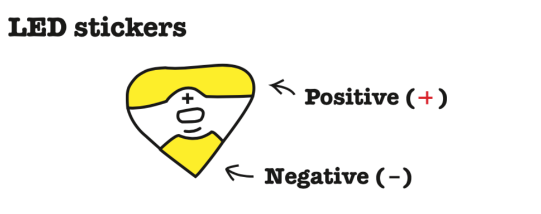 LED stickers
+
Positive (+)
Negative (-)